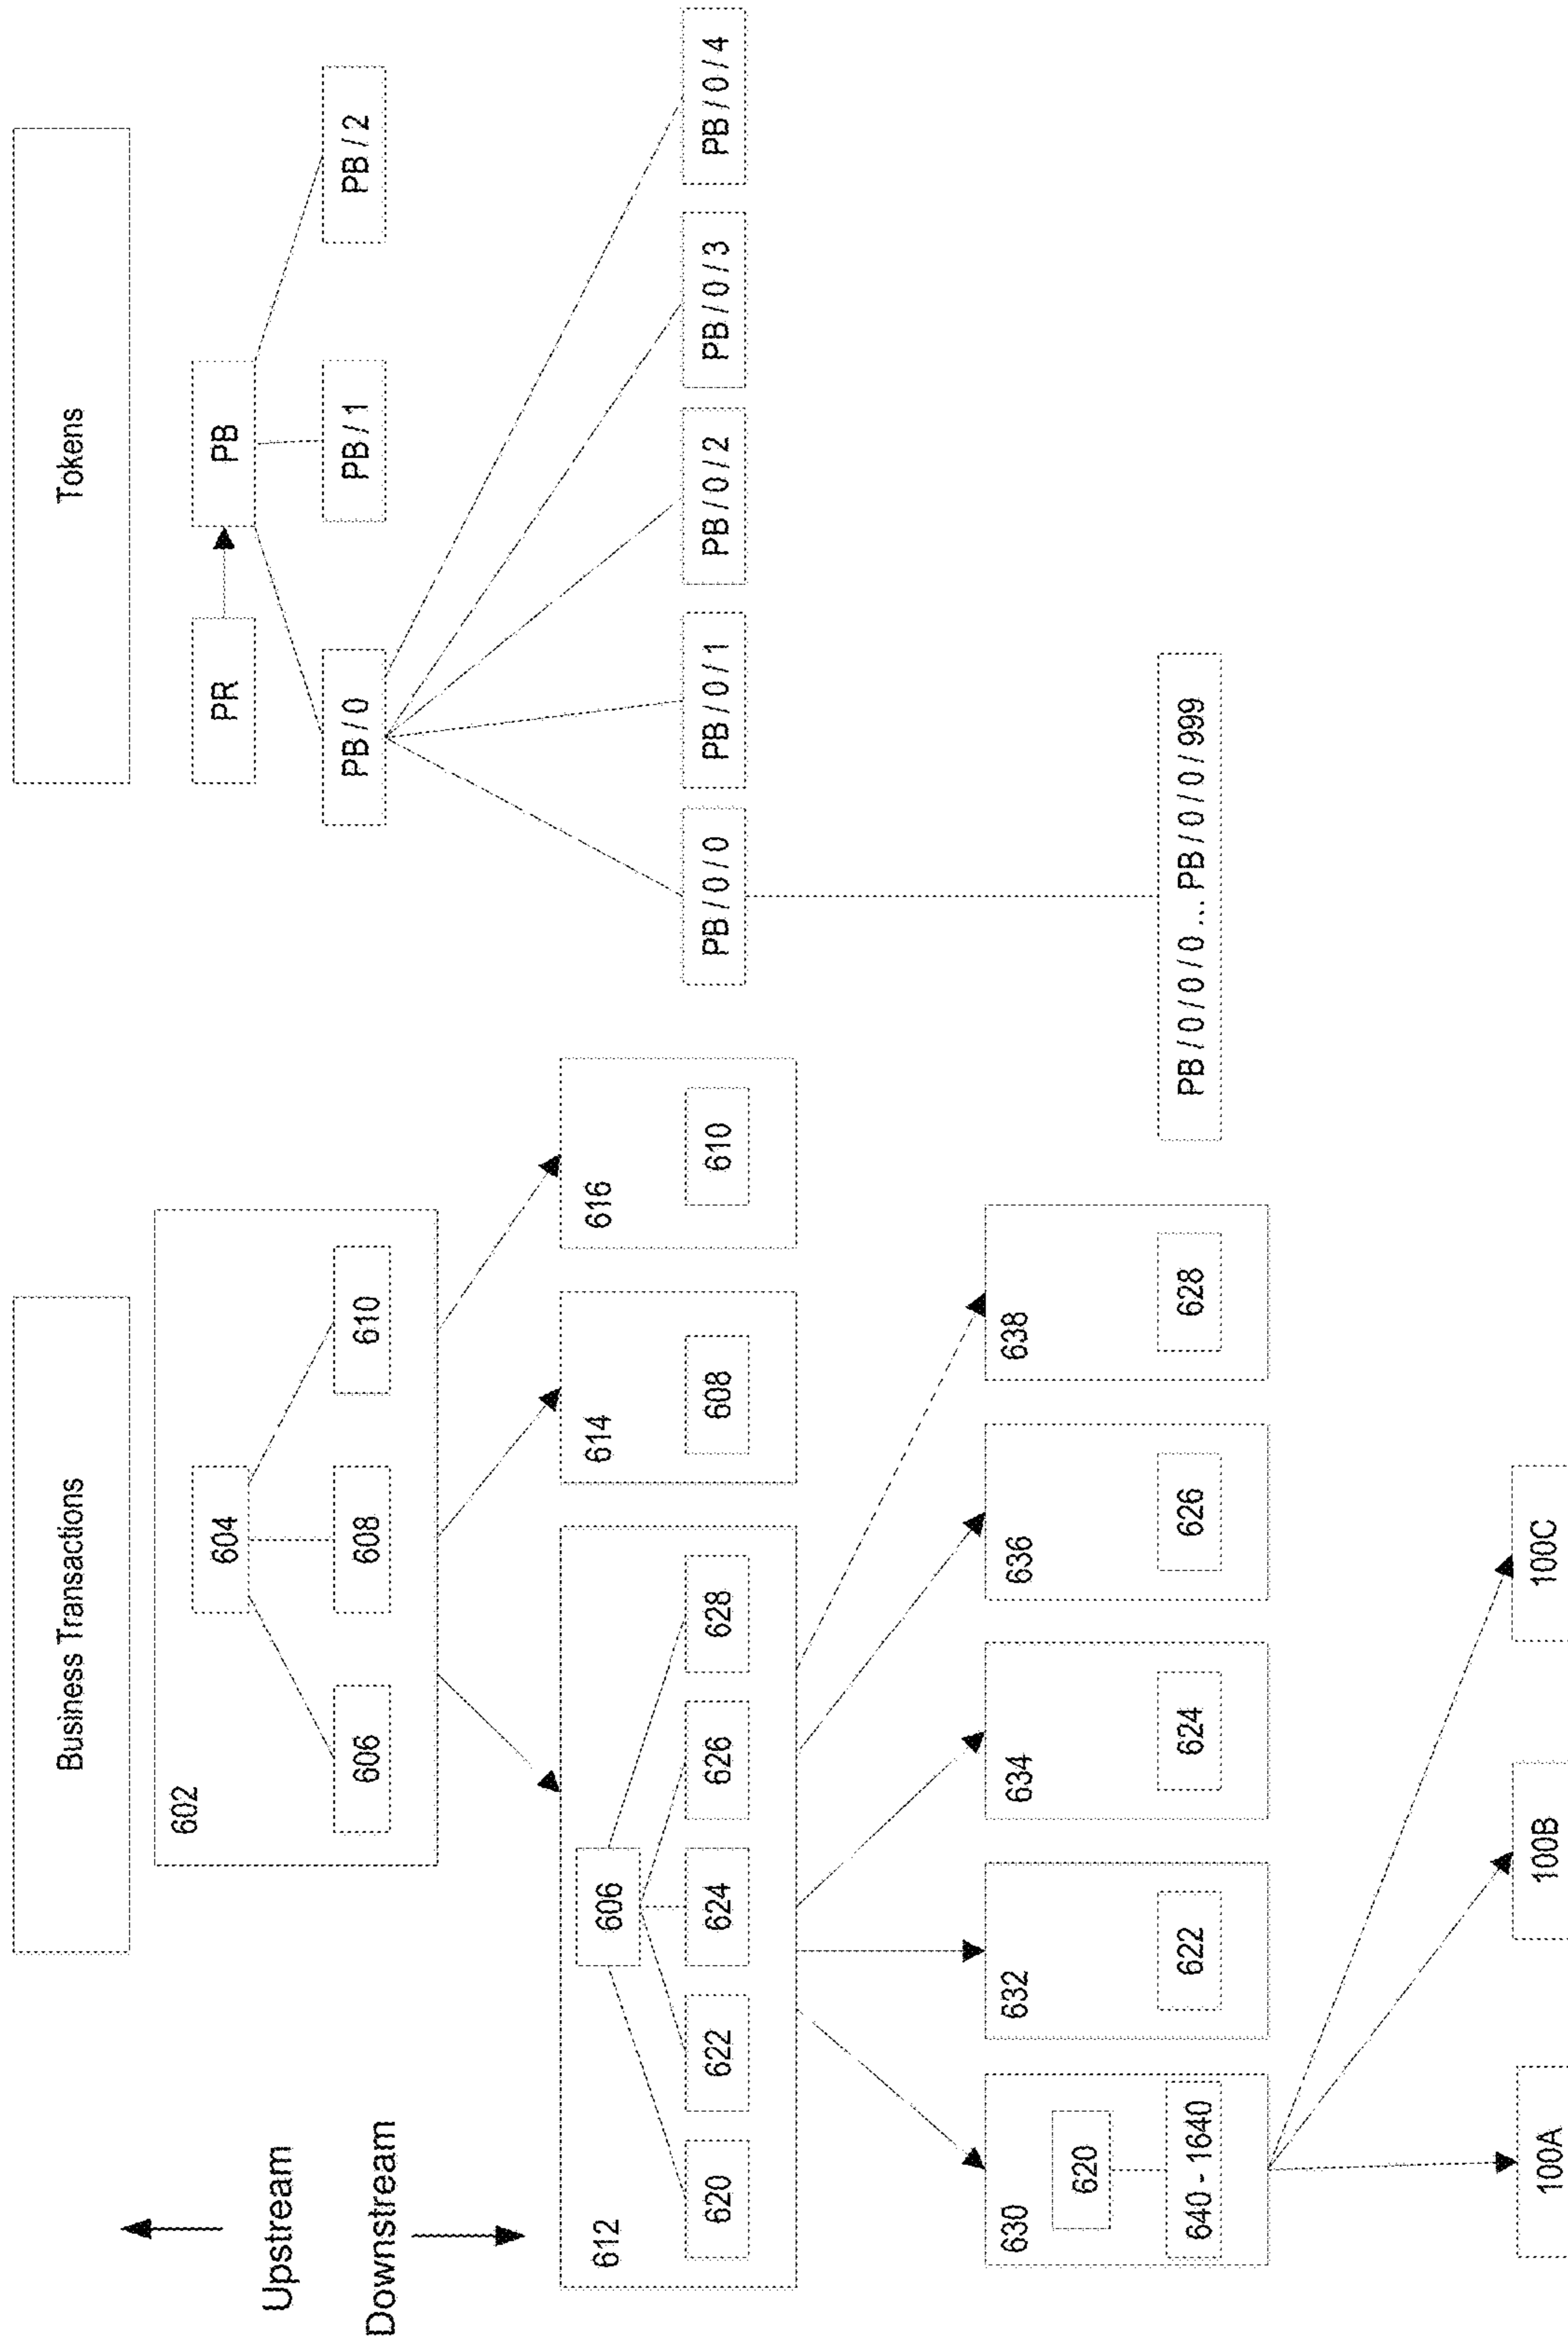 Business Transactions
Tokens
Upstream
Downstream
602
604
606
608
610
PR
PB
PB / 0
PB / 1
PB / 2
612
606
620
622
624
626
628
614
608
616
610
PB / 0 / 0
PB / 0 / 1
PB / 0 / 2
PB / 0 / 3
PB / 0 / 4
630
620
640 - 1640
632
622
634
624
636
626
638
628
PB / 0 / 0 / 0 ... PB / 0 / 0 / 999
100A
100B
100C